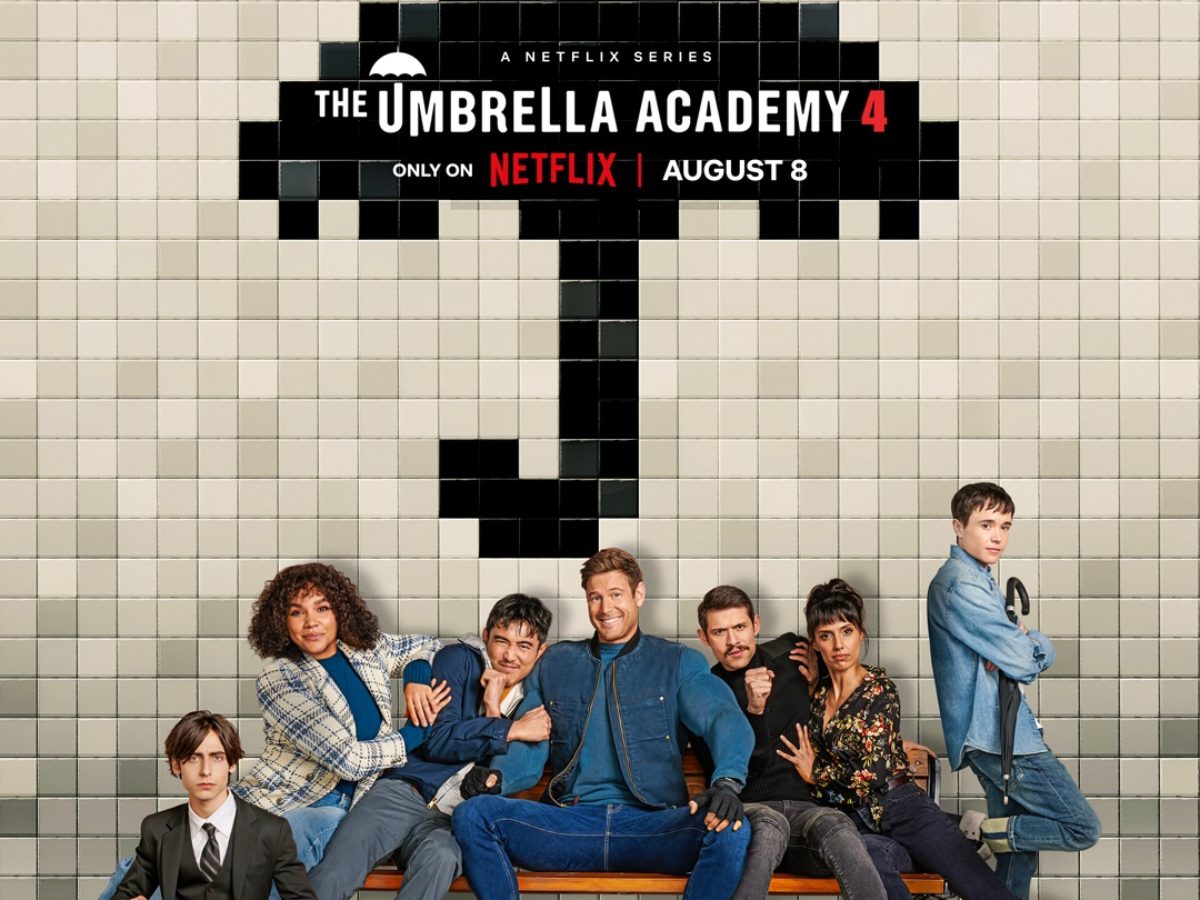 A NETFLIX SERIES
THE UMBRELLA ACADEMY 4
ONLY ON NETFLIX | AUGUST 8